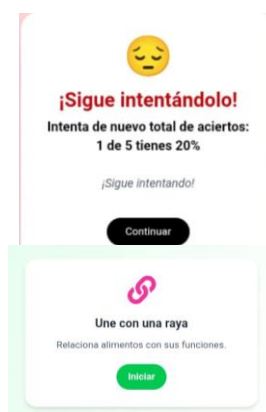 ¡Sigue intentándolo!
Intenta de nuevo total de aciertos:
1 de 5 tienes 20%
¡Sigue intentando!
Continuar
Une con una raya
Relaciona alimentos con sus funciones.
Iniciar